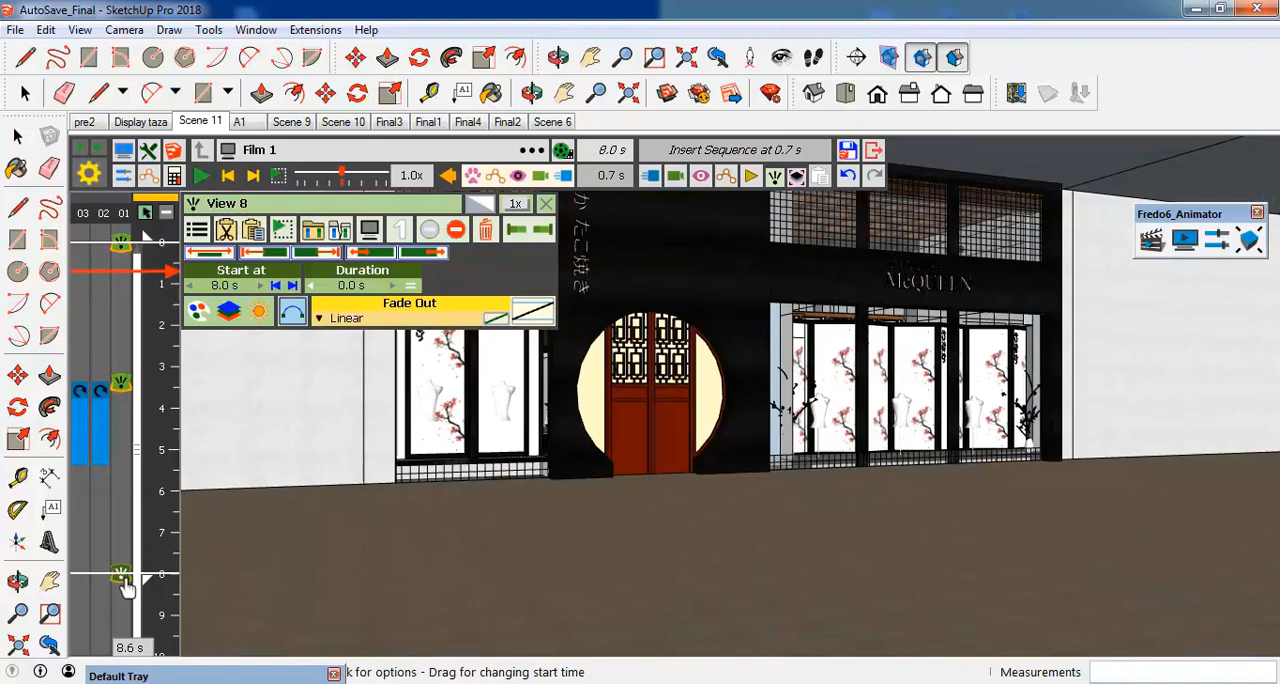 AutoSave_Final - SketchUp Pro 2018
File Edit View Camera Draw Tools Window Extensions Help
pre2 Display taza Scene 11 A1 Scene 9 Scene 10 Final3 Final1 Final4 Final2 Scene 6
Film 1 8.0 s Insert Sequence at 0.7 s
1.0x 0.7 s
View 8 1x
03 02 01
Start at Duration
8.0 s 0.0 s
Fade Out
Linear
0
1
2
3
4
5
6
7
8
9
8.6 s
McQUEEN
Fredo6_Animator
Default Tray
k for options - Drag for changing start time
Measurements